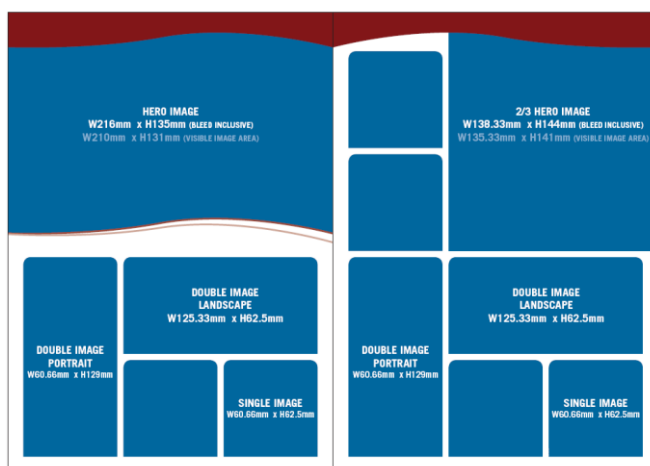 HERO IMAGE
W216mm x H135mm (BLEED INCLUSIVE)
W210mm x H131mm (VISIBLE IMAGE AREA)
DOUBLE IMAGE
LANDSCAPE
W125.33mm x H62.5mm
DOUBLE IMAGE
PORTRAIT
W60.66mm x H129mm
SINGLE IMAGE
W60.66mm x H62.5mm
2/3 HERO IMAGE
W138.33mm x H144mm (BLEED INCLUSIVE)
W135.33mm x H141mm (VISIBLE IMAGE AREA)
DOUBLE IMAGE
LANDSCAPE
W125.33mm x H62.5mm
DOUBLE IMAGE
PORTRAIT
W60.66mm x H129mm
SINGLE IMAGE
W60.66mm x H62.5mm